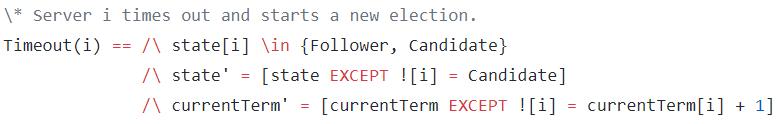 \* Server i times out and starts a new election.
Timeout(i) == /\ state[i] \in {Follower, Candidate}
              /\ state' = [state EXCEPT ![i] = Candidate]
              /\ currentTerm' = [currentTerm EXCEPT ![i] = currentTerm[i] + 1]